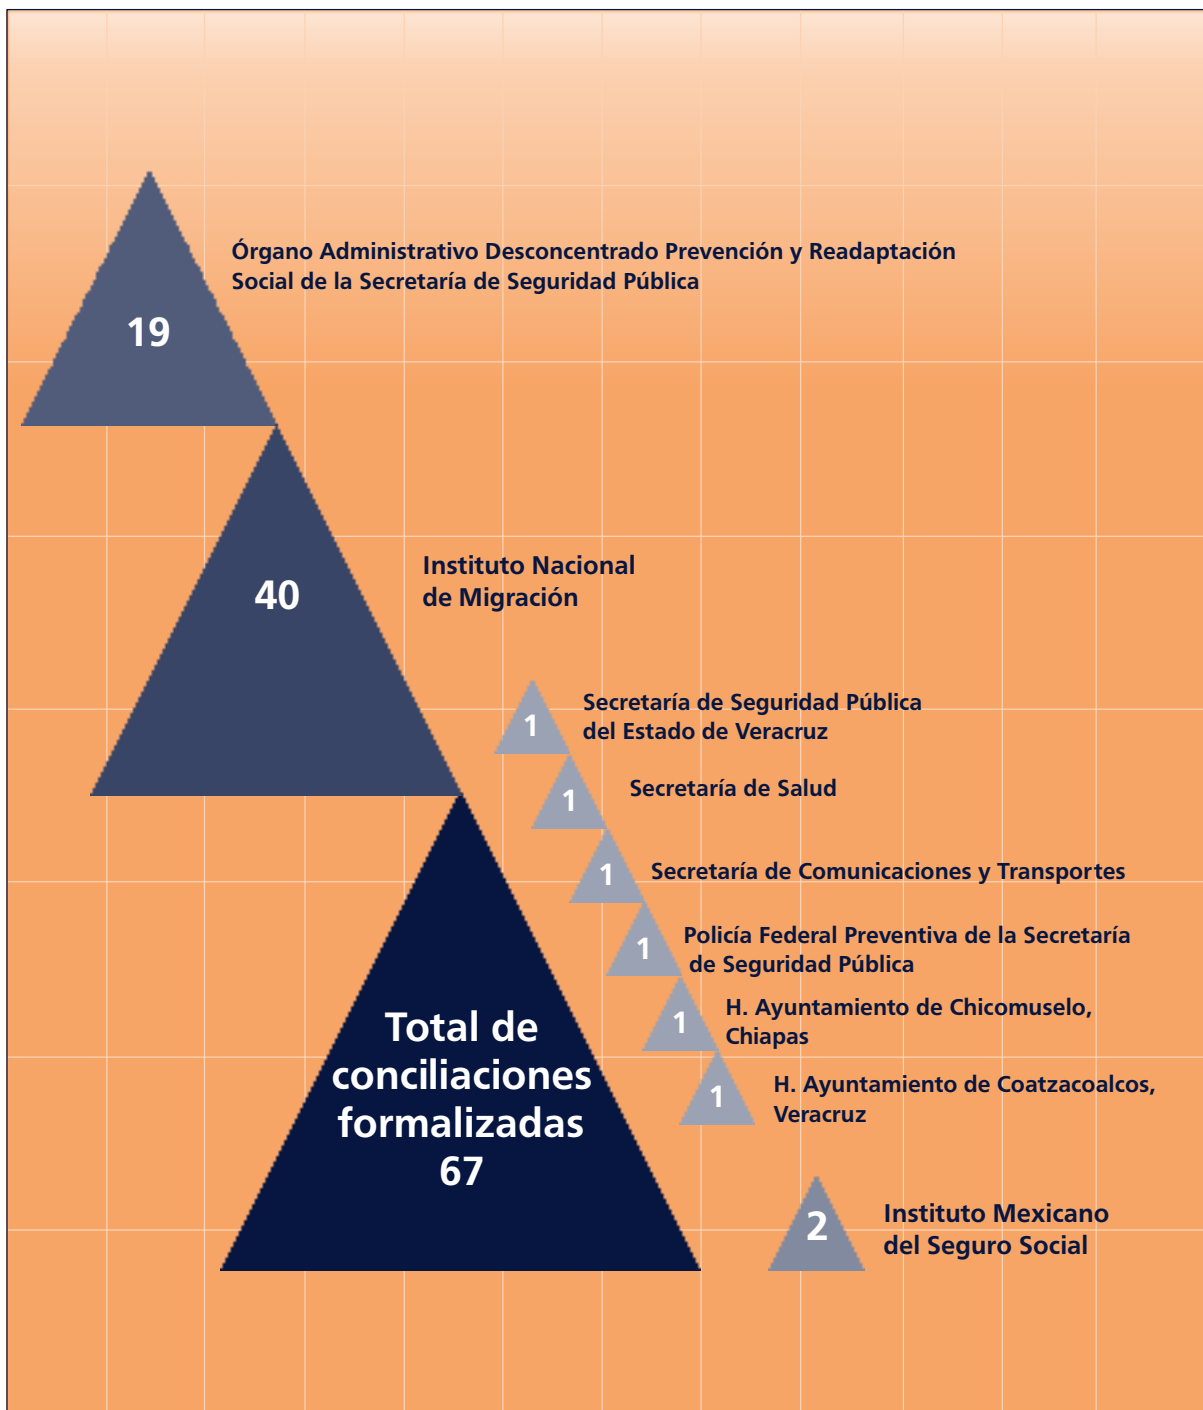 Órgano Administrativo Desconcentrado Prevención y Readaptación
Social de la Secretaría de Seguridad Pública
19
40
Instituto Nacional
de Migración
1
Secretaría de Seguridad Pública
del Estado de Veracruz
1
Secretaría de Salud
1
Secretaría de Comunicaciones y Transportes
1
Policía Federal Preventiva de la Secretaría
de Seguridad Pública
1
H. Ayuntamiento de Chicomuselo,
Chiapas
1
H. Ayuntamiento de Coatzacoalcos,
Veracruz
Total de
conciliaciones
formalizadas
67
2
Instituto Mexicano
del Seguro Social